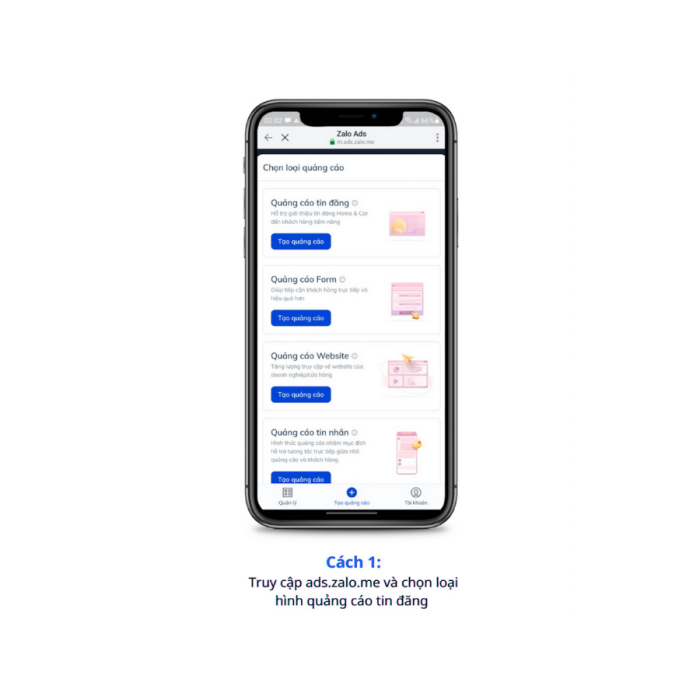 02:02
66%
Zalo Ads
m.ads.zalo.me
Chọn loại quảng cáo
Quảng cáo tin đăng
Hỗ trợ giới thiệu tin đăng Home & Car
đến khách hàng tiềm năng
Tạo quảng cáo
Quảng cáo Form
Giúp tiếp cận khách hàng trực tiếp và
hiệu quả hơn
Tạo quảng cáo
Quảng cáo Website
Tăng lượng truy cập về website của
doanh nghiệp/cửa hàng
Tạo quảng cáo
Quảng cáo tin nhắn
Hình thức quảng cáo nhằm mục đích
hỗ trợ tương tác trực tiếp giữa nhà
quảng cáo và khách hàng.
Tạo quảng cáo
Quản lý
Tạo quảng cáo
Tài khoản
Cách 1:
Truy cập ads.zalo.me và chọn loại
hình quảng cáo tin đăng